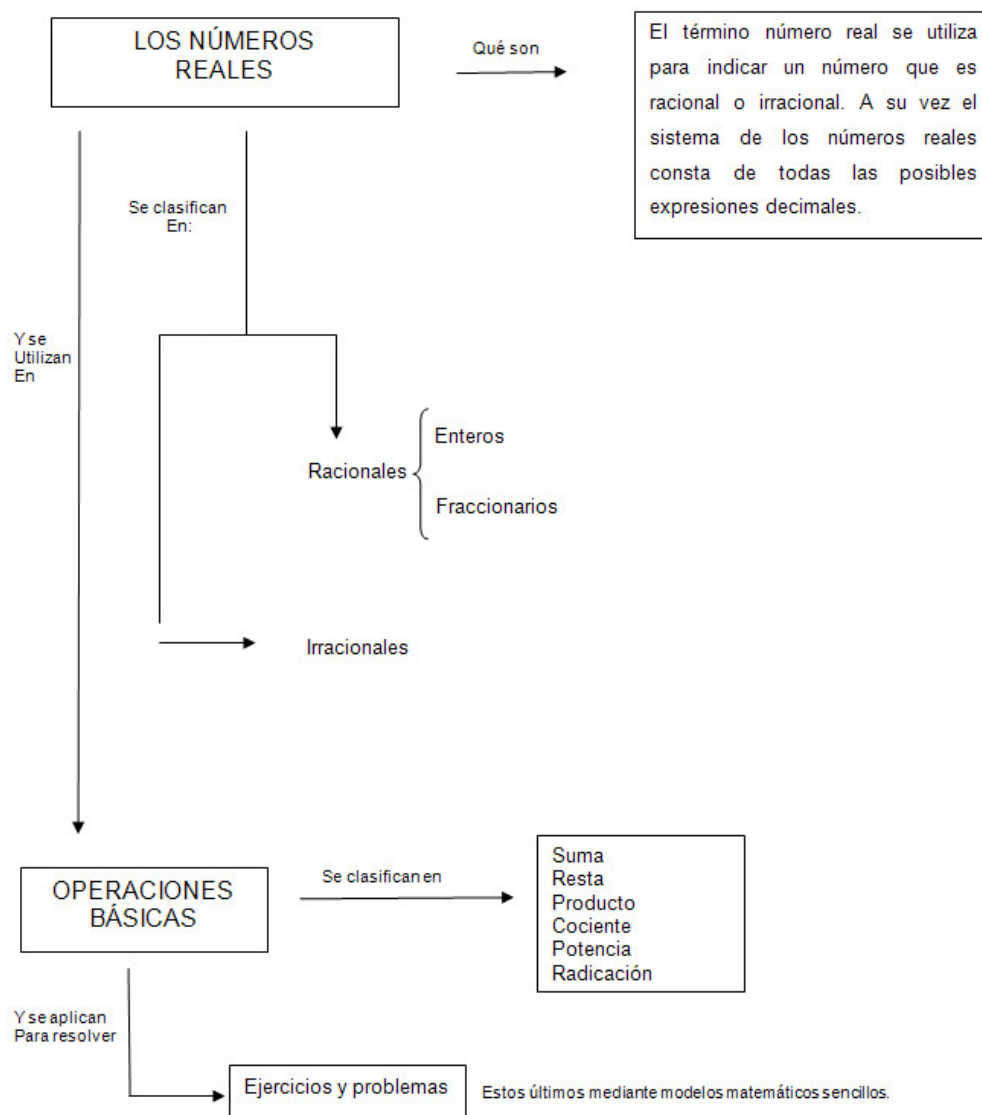 LOS NÚMEROS
REALES
Qué son
El término número real se utiliza
para indicar un número que es
racional o irracional. A su vez el
sistema de los números reales
consta de todas las posibles
expresiones decimales.
Se clasifican
En:
Y se
Utilizan
En
Enteros
Racionales
Fraccionarios
Irracionales
OPERACIONES
BÁSICAS
Se clasifican en
Suma
Resta
Producto
Cociente
Potencia
Radicación
Y se aplican
Para resolver
Ejercicios y problemas
Estos últimos mediante modelos matemáticos sencillos.